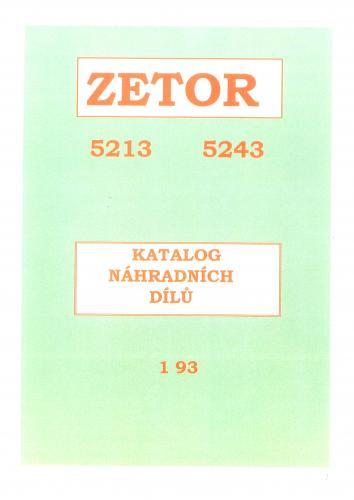 ZETOR
5213 5243
KATALOG
NÁHRADNÍCH
DÍLŮ
1 93